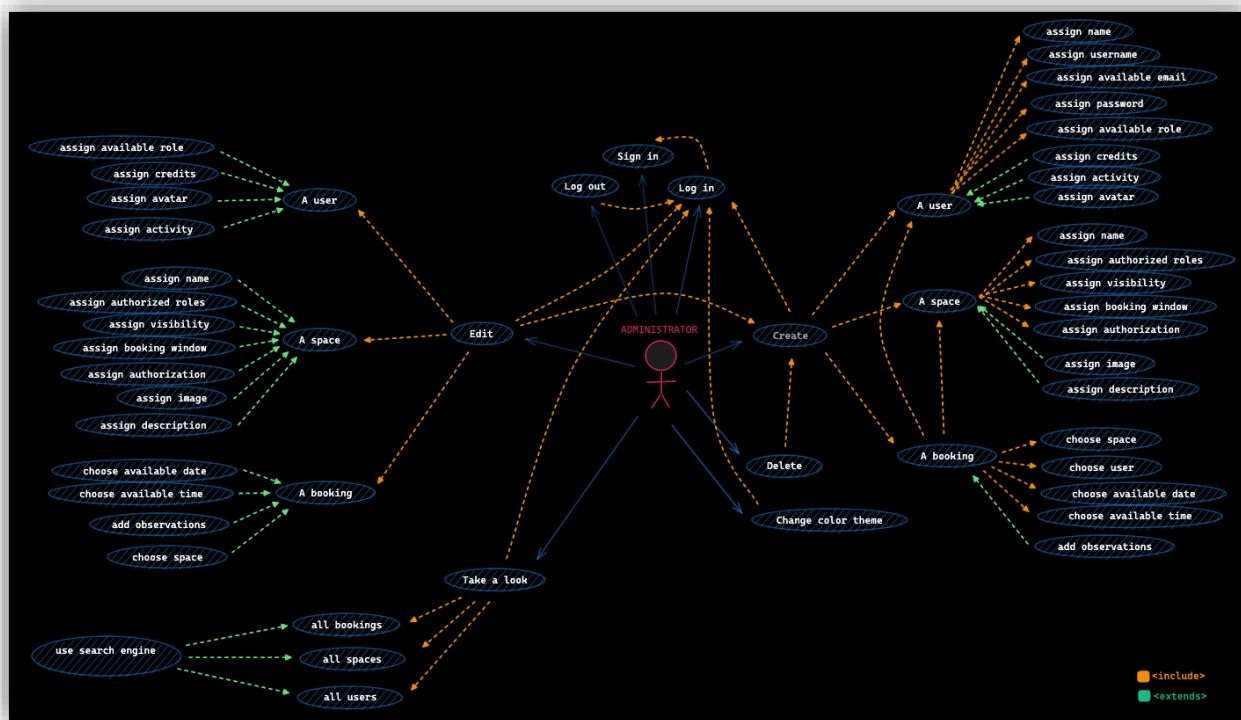 assign name
assign username
assign available email
assign password
assign available role
assign credits
assign activity
assign avatar
A user
assign name
assign authorized roles
assign visibility
assign booking window
assign authorization
assign image
assign description
A space
choose space
choose user
choose available date
choose available time
add observations
A booking
Sign in
Log out
Log in
ADMINISTRATOR
Create
Edit
Delete
Change color theme
Take a look
assign available role
assign credits
assign avatar
assign activity
A user
assign name
assign authorized roles
assign visibility
assign booking window
assign authorization
assign image
assign description
A space
choose available date
choose available time
add observations
choose space
A booking
use search engine
all bookings
all spaces
all users
<include>
<extends>